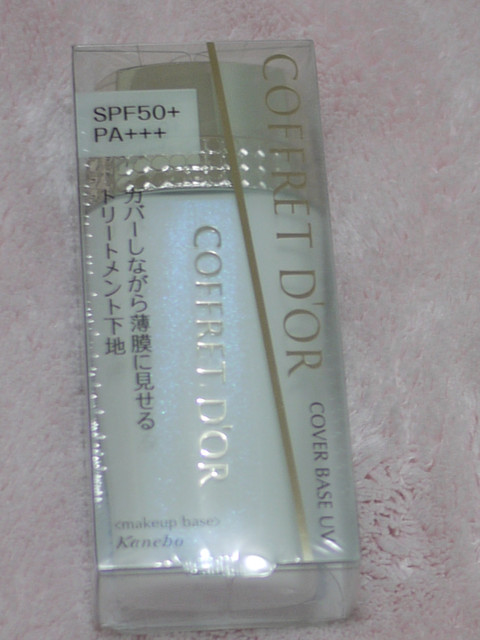 SPF50+
PA+++
COFFRET D'OR
COVER BASE UV
カバーしながら薄膜に見せる
トリートメント下地
COFFRET D'OR
<makeup base>
Kanebo